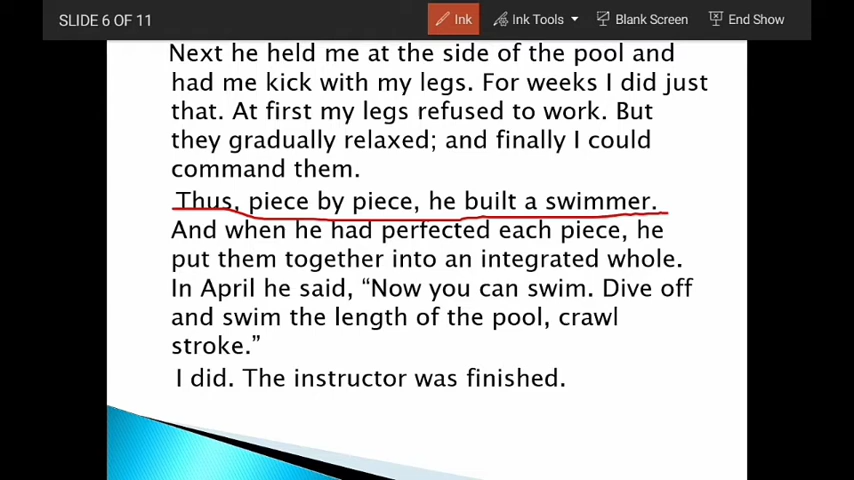 SLIDE 6 OF 11
Ink
Ink Tools
Blank Screen
End Show
Next he held me at the side of the pool and
had me kick with my legs. For weeks I did just
that. At first my legs refused to work. But
they gradually relaxed; and finally I could
command them.
Thus, piece by piece, he built a swimmer.
And when he had perfected each piece, he
put them together into an integrated whole.
In April he said, “Now you can swim. Dive off
and swim the length of the pool, crawl
stroke.”
I did. The instructor was finished.